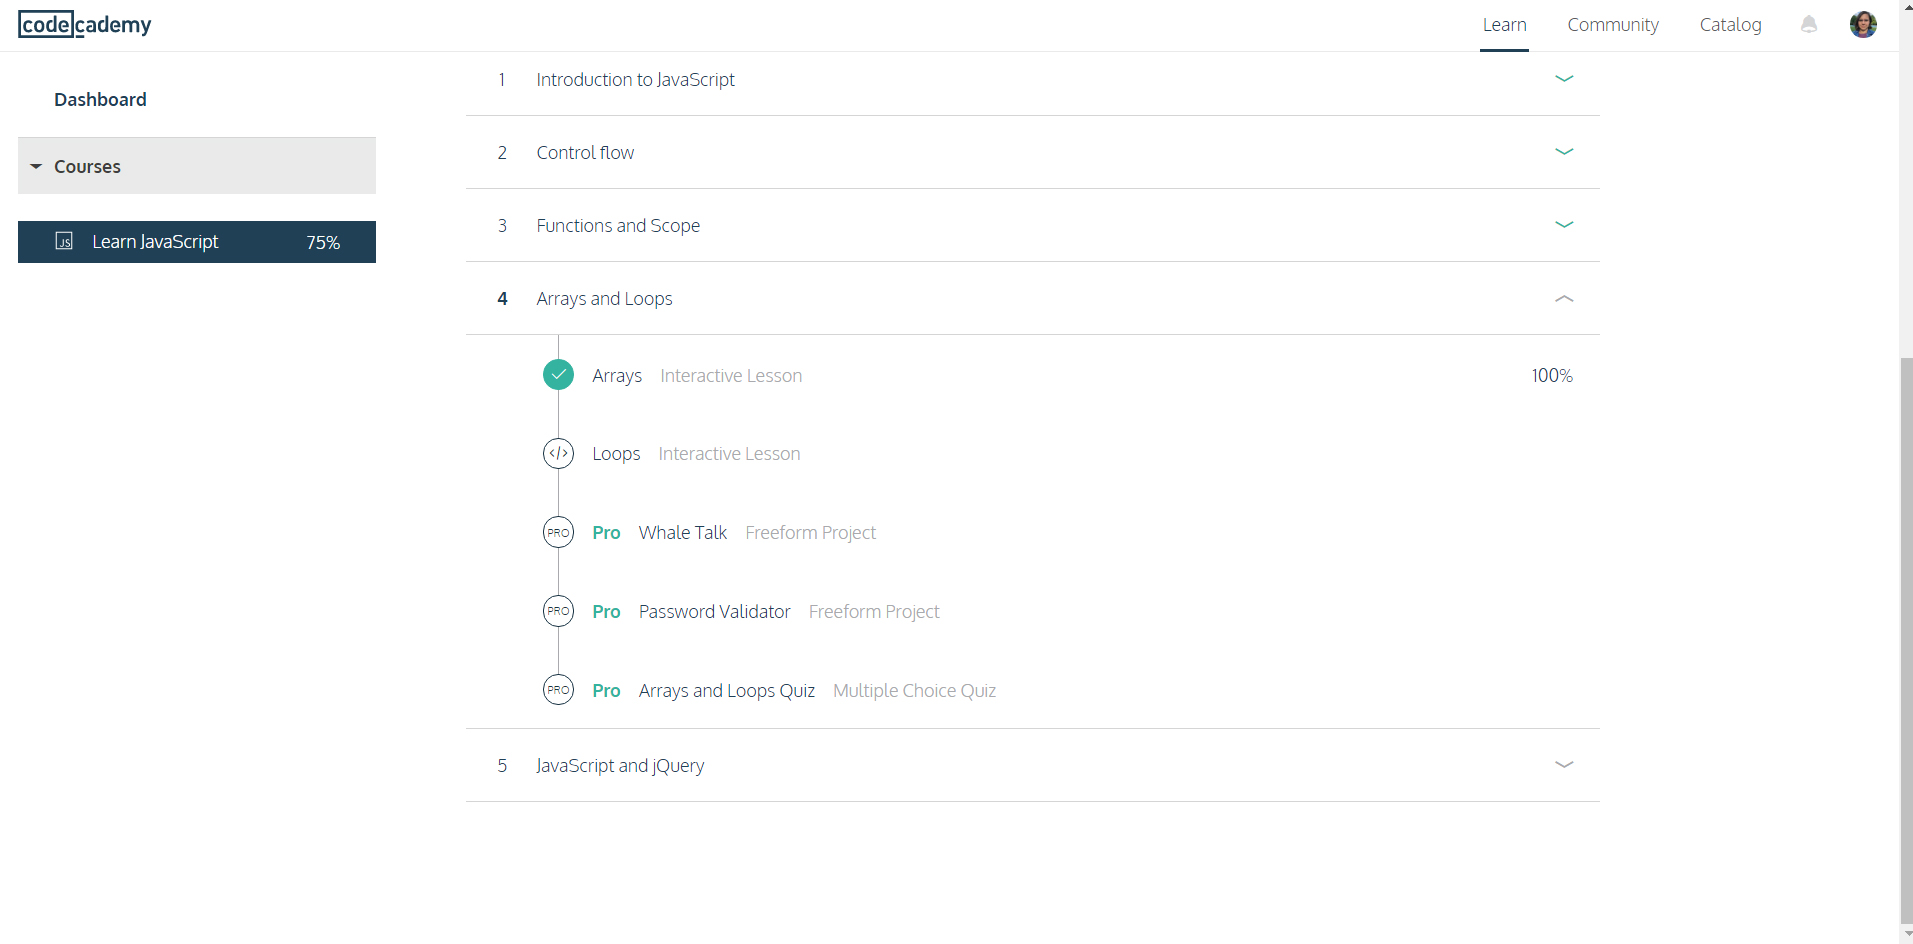 codecademy
Learn Community Catalog
Dashboard
Courses
JS Learn JavaScript 75%
1 Introduction to JavaScript
2 Control flow
3 Functions and Scope
4 Arrays and Loops
Arrays Interactive Lesson 100%
</> Loops Interactive Lesson
PRO Pro Whale Talk Freeform Project
PRO Pro Password Validator Freeform Project
PRO Pro Arrays and Loops Quiz Multiple Choice Quiz
5 JavaScript and jQuery